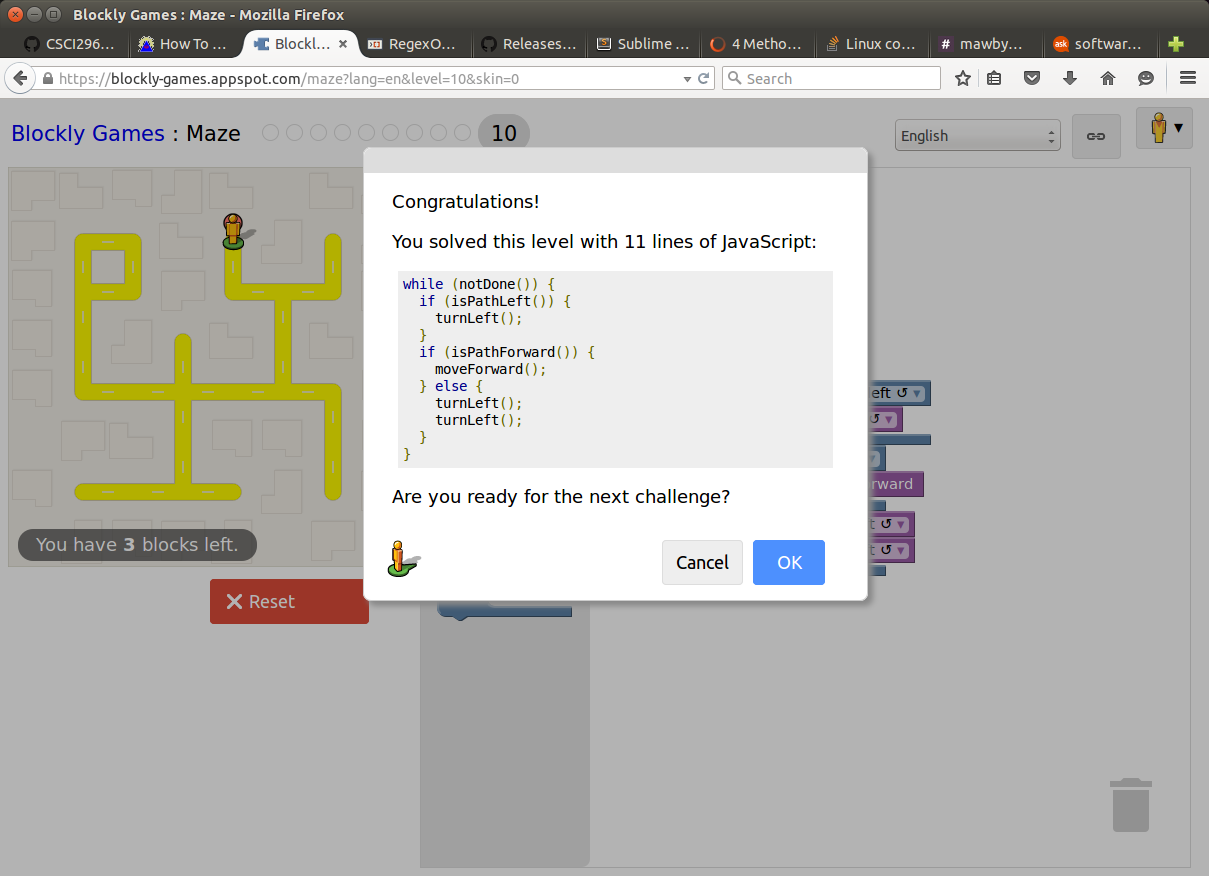 Blockly Games : Maze - Mozilla Firefox
CSCI296... How To ... Blockl... × RegexO... Releases... Sublime ... 4 Metho... Linux co... # mawby... ask softwar...
https://blockly-games.appspot.com/maze?lang=en&level=10&skin=0 Search
Blockly Games : Maze 10 English
Congratulations!
You solved this level with 11 lines of JavaScript:
while (notDone()) {
if (isPathLeft()) {
turnLeft();
}
if (isPathForward()) {
moveForward();
} else {
turnLeft();
turnLeft();
}
}
Are you ready for the next challenge?
Cancel OK
eft ↺ ▾
↺ ▾
▾
rward
t ↺ ▾
t ↺ ▾
You have 3 blocks left.
Reset